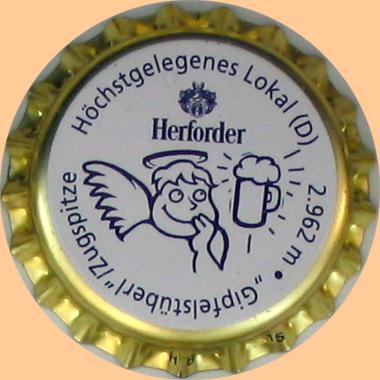 Höchstgelegenes Lokal (D) 2.962 m • „Gipfelstüberl"/Zugspitze
Herforder